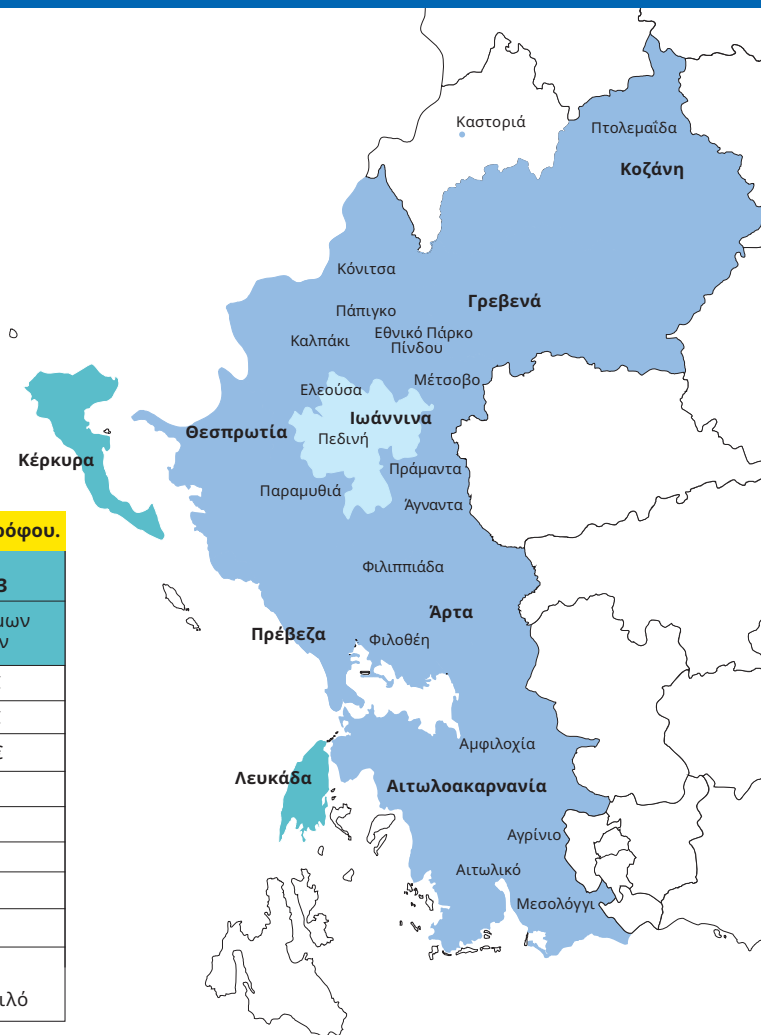 Καστοριά
Πτολεμαΐδα
Κοζάνη
Κόνιτσα
Γρεβενά
Πάπιγκο
Καλπάκι
Εθνικό Πάρκο
Πίνδου
Μέτσοβο
Ελεούσα
Ιωάννινα
Θεσπρωτία
Πεδινή
Κέρκυρα
Πράμαντα
Παραμυθιά
Άγναντα
Φιλιππιάδα
Άρτα
Πρέβεζα
Φιλοθέη
Αμφιλοχία
Λευκάδα
Αιτωλοακαρνανία
Αγρίνιο
Αιτωλικό
Μεσολόγγι